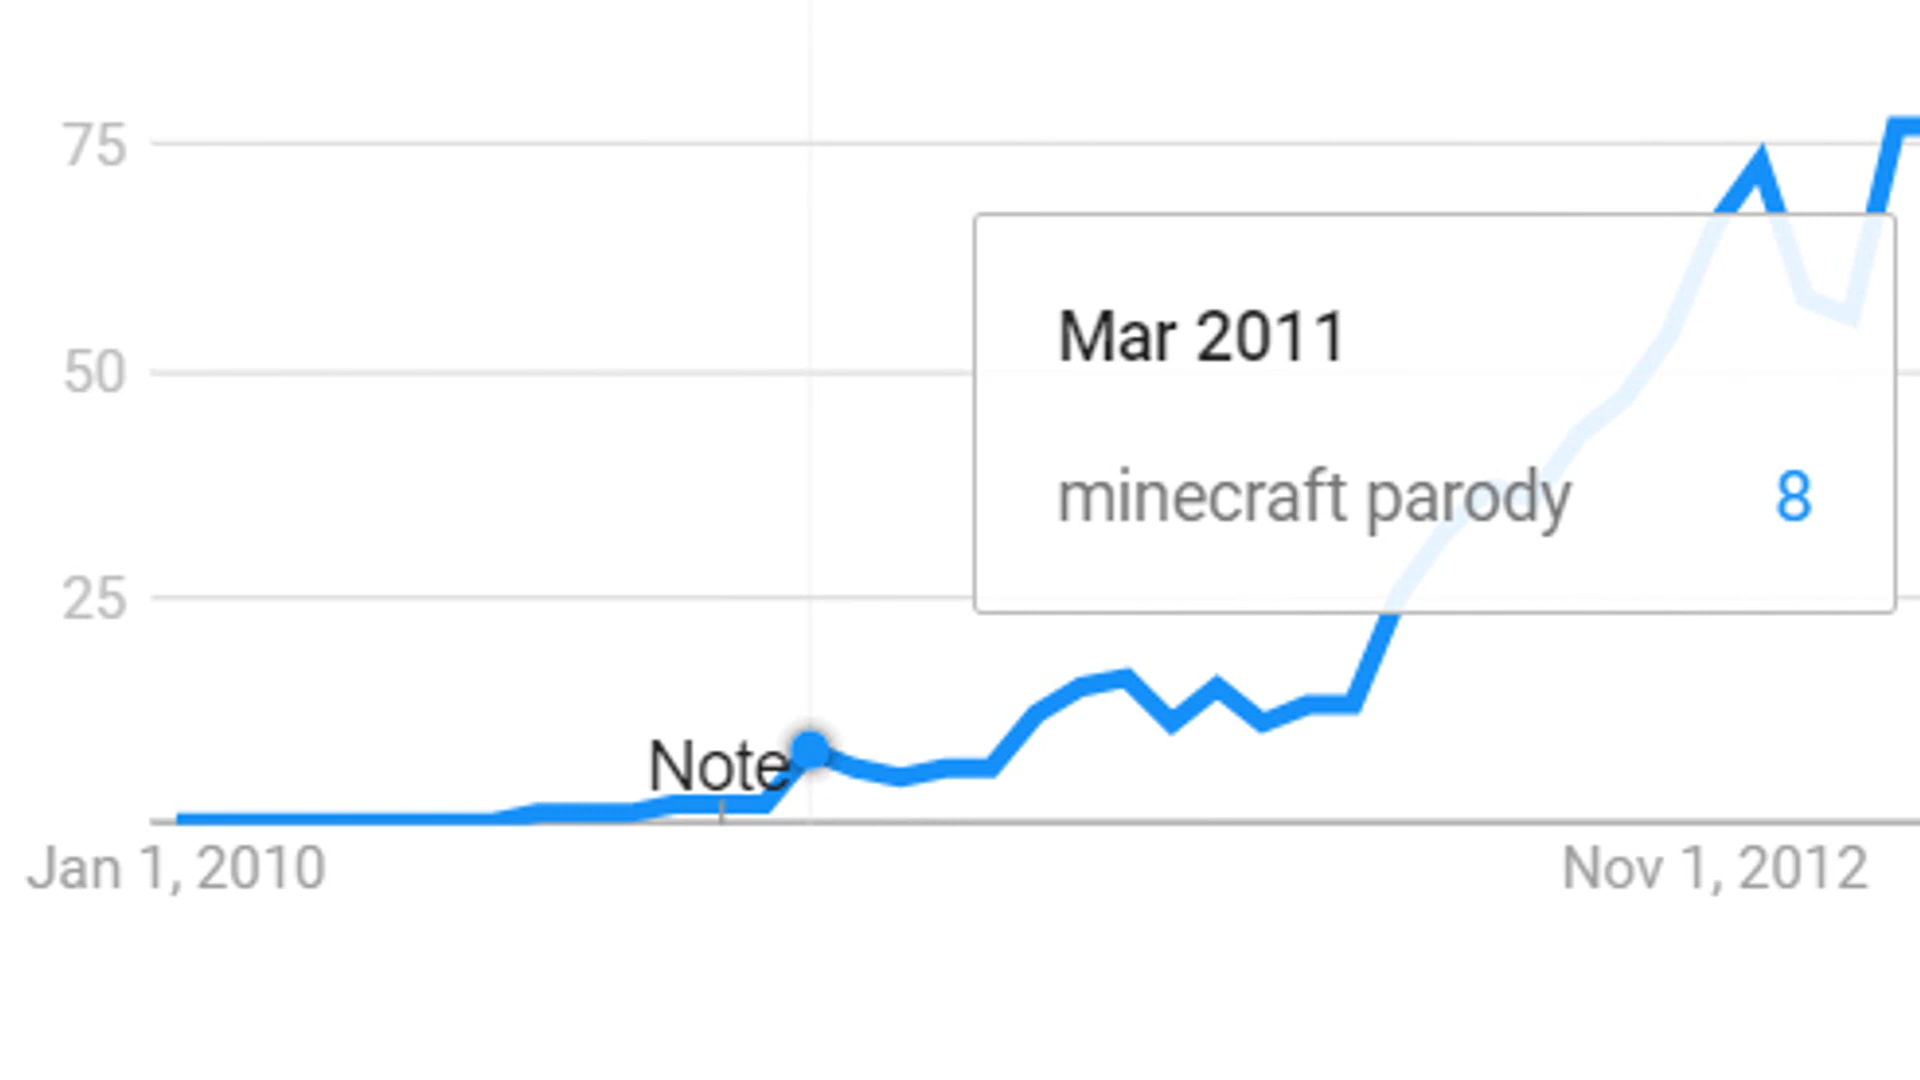 75
50
25
Mar 2011
minecraft parody 8
Note
Jan 1, 2010
Nov 1, 2012